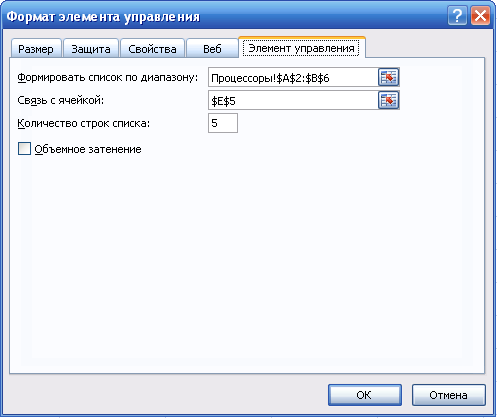 Формат элемента управления
Размер Защита Свойства Веб Элемент управления
Формировать список по диапазону: Процессоры!$A$2:$B$6
Связь с ячейкой: $E$5
Количество строк списка: 5
Объемное затенение
ОК Отмена